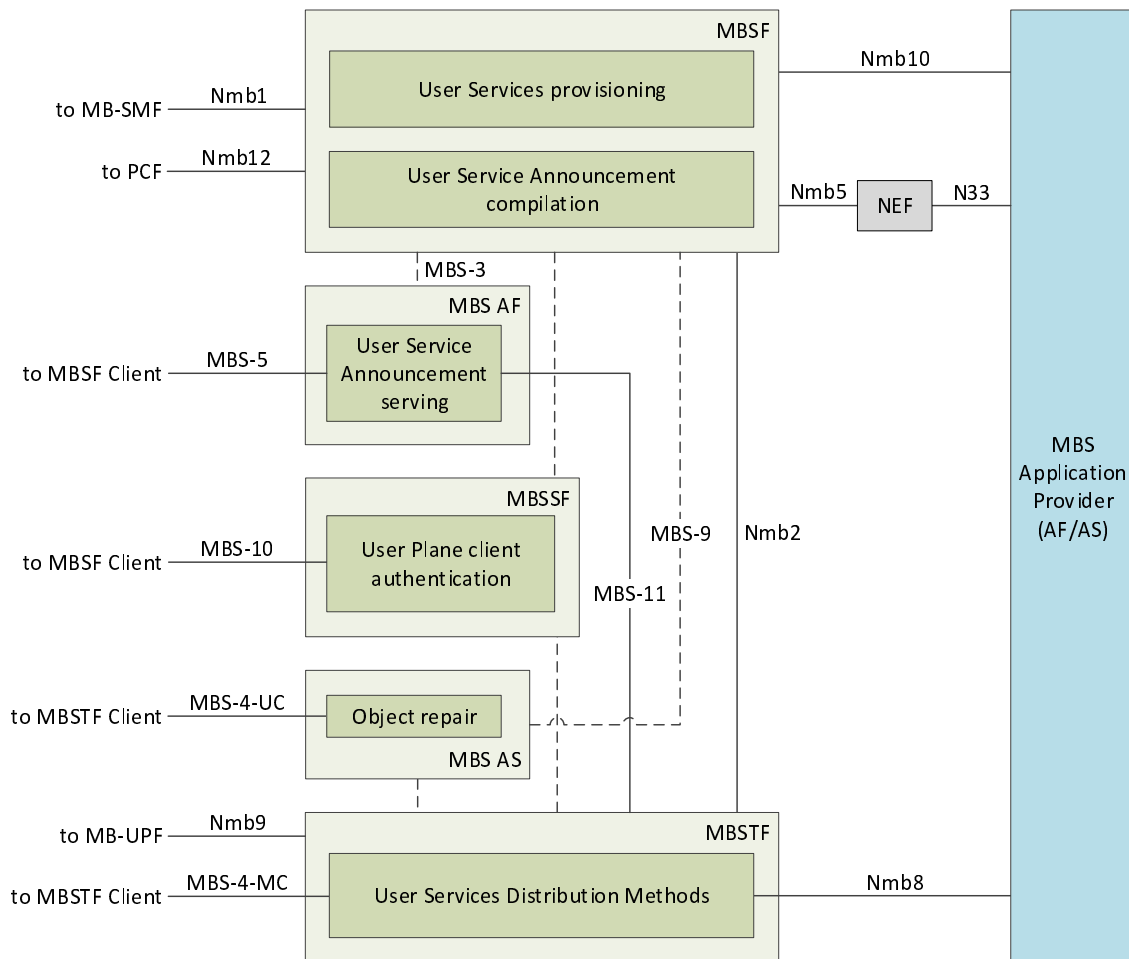 MBSF
Nmb10
User Services provisioning
Nmb1
to MB-SMF
Nmb12
to PCF
User Service Announcement
compilation
Nmb5
NEF
N33
MBS-3
MBS AF
User Service
Announcement
serving
MBS-5
to MBSF Client
MBS
Application
Provider
(AF/AS)
MBSSF
User Plane client
authentication
MBS-10
to MBSF Client
MBS-9
Nmb2
MBS-11
MBS-4-UC
to MBSTF Client
Object repair
MBS AS
Nmb9
to MB-UPF
MBSTF
MBS-4-MC
to MBSTF Client
User Services Distribution Methods
Nmb8